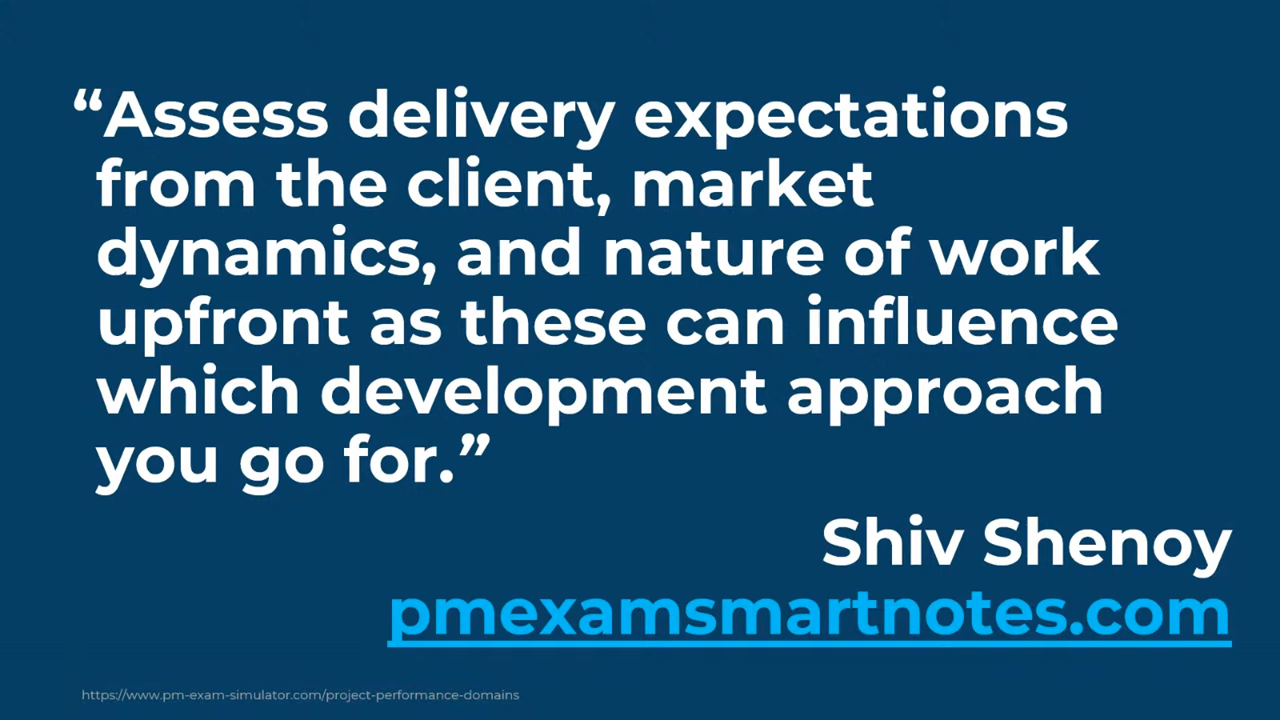 “Assess delivery expectations
from the client, market
dynamics, and nature of work
upfront as these can influence
which development approach
you go for.”
Shiv Shenoy
pmexamsmartnotes.com
https://www.pm-exam-simulator.com/project-performance-domains